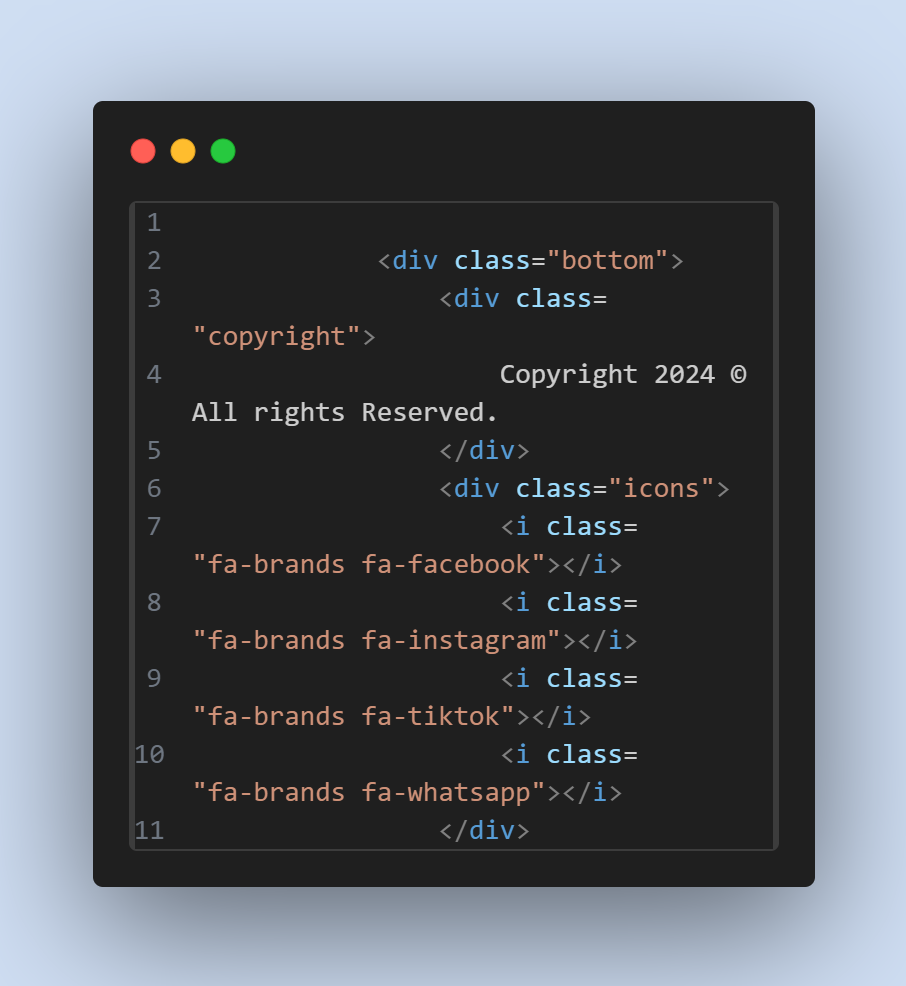 1
2 <div class="bottom">
3 <div class=
"copyright">
4 Copyright 2024 ©
All rights Reserved.
5 </div>
6 <div class="icons">
7 <i class=
"fa-brands fa-facebook"></i>
8 <i class=
"fa-brands fa-instagram"></i>
9 <i class=
"fa-brands fa-tiktok"></i>
10 <i class=
"fa-brands fa-whatsapp"></i>
11 </div>